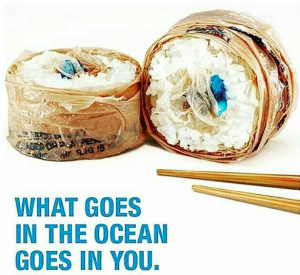 WHAT GOES
IN THE OCEAN
GOES IN YOU.